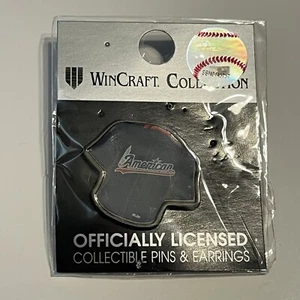 WINCRAFT. COLLECTION
American
OFFICIALLY LICENSED
COLLECTIBLE PINS & EARRINGS